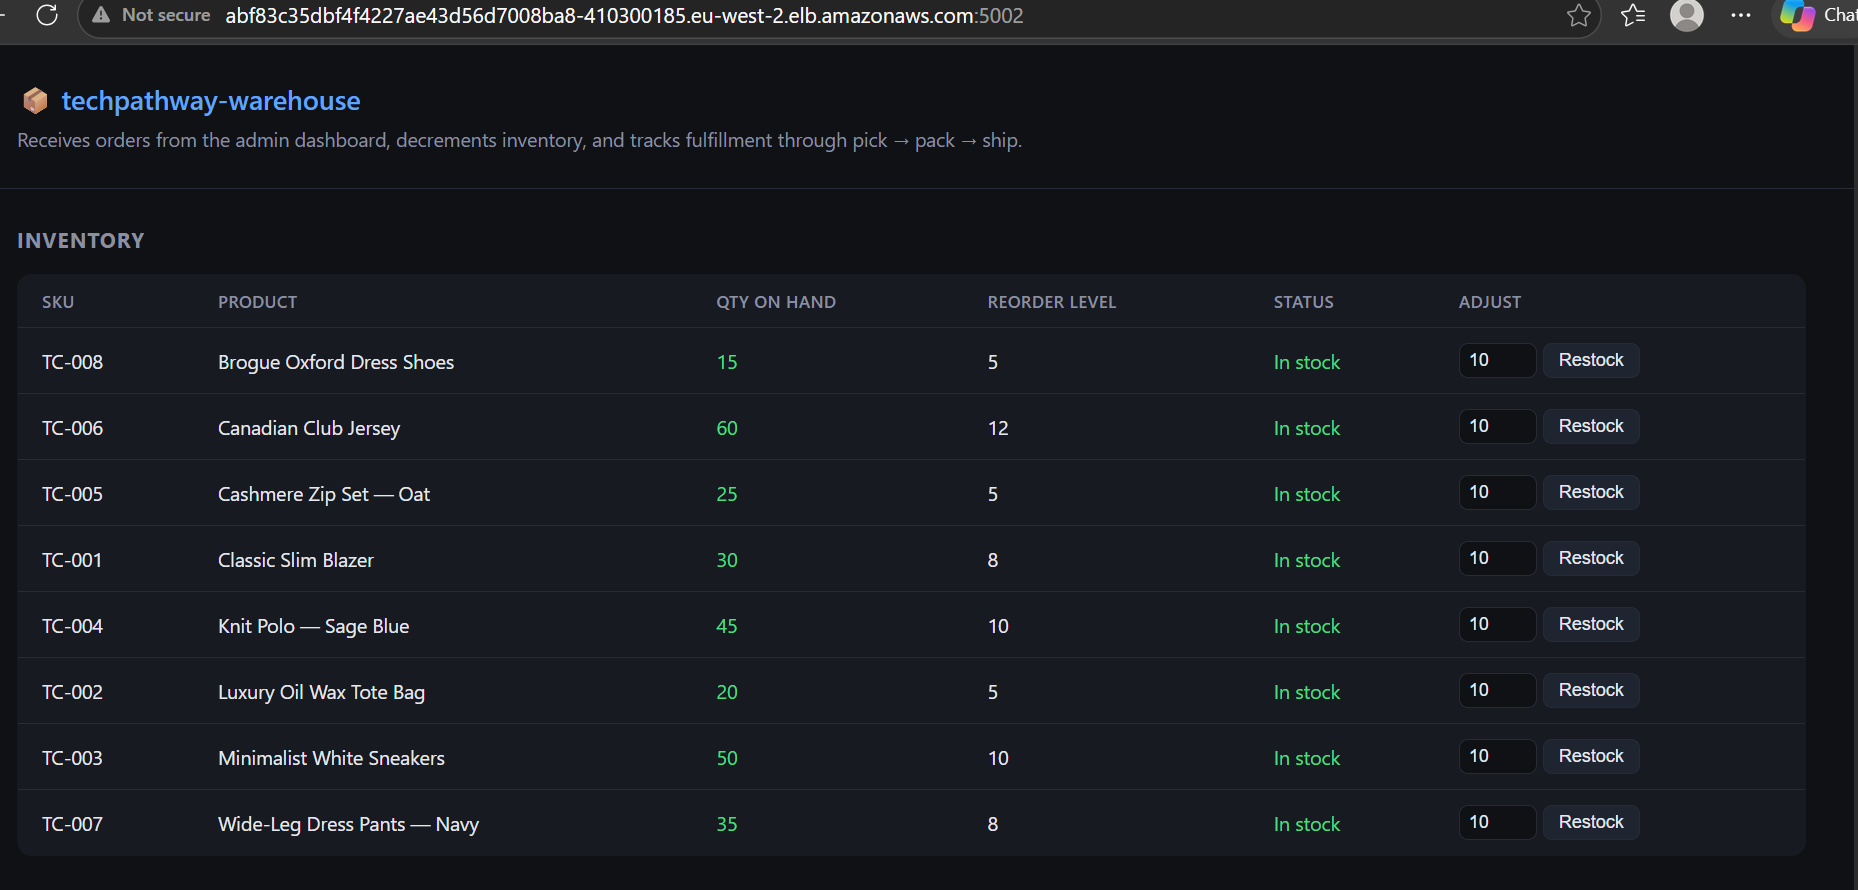 Not secure abf83c35dbf4f4227ae43d56d7008ba8-410300185.eu-west-2.elb.amazonaws.com:5002
techpathway-warehouse
Receives orders from the admin dashboard, decrements inventory, and tracks fulfillment through pick → pack → ship.
INVENTORY
SKU PRODUCT QTY ON HAND REORDER LEVEL STATUS ADJUST
TC-008 Brogue Oxford Dress Shoes 15 5 In stock 10 Restock
TC-006 Canadian Club Jersey 60 12 In stock 10 Restock
TC-005 Cashmere Zip Set — Oat 25 5 In stock 10 Restock
TC-001 Classic Slim Blazer 30 8 In stock 10 Restock
TC-004 Knit Polo — Sage Blue 45 10 In stock 10 Restock
TC-002 Luxury Oil Wax Tote Bag 20 5 In stock 10 Restock
TC-003 Minimalist White Sneakers 50 10 In stock 10 Restock
TC-007 Wide-Leg Dress Pants — Navy 35 8 In stock 10 Restock